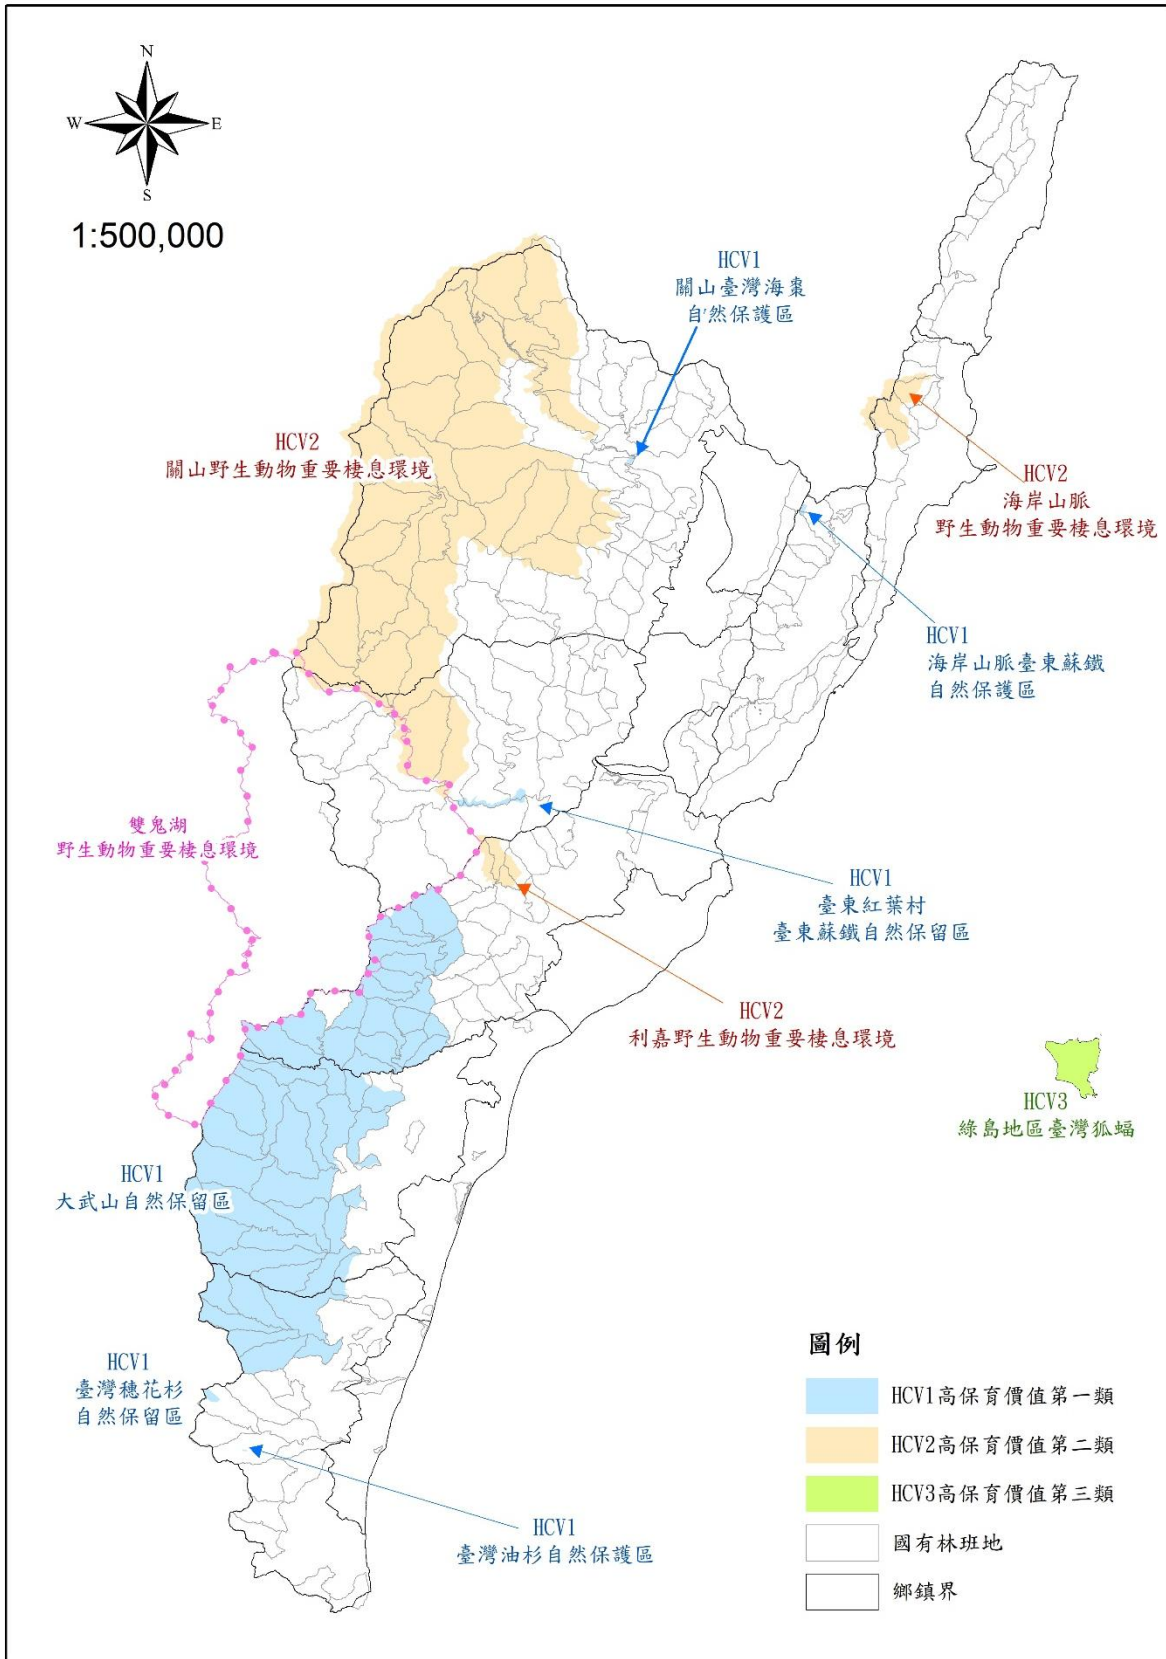 N
W
E
S
1:500,000
HCV1
關山臺灣海棗
自然保護區
HCV2
關山野生動物重要棲息環境
HCV2
海岸山脈
野生動物重要棲息環境
HCV1
海岸山脈臺東蘇鐵
自然保護區
雙鬼湖
野生動物重要棲息環境
HCV1
臺東紅葉村
臺東蘇鐵自然保留區
HCV2
利嘉野生動物重要棲息環境
HCV3
綠島地區臺灣狐蝠
HCV1
大武山自然保留區
HCV1
臺灣穗花杉
自然保留區
HCV1
臺灣油杉自然保護區
圖例
HCV1高保育價值第一類
HCV2高保育價值第二類
HCV3高保育價值第三類
國有林班地
鄉鎮界